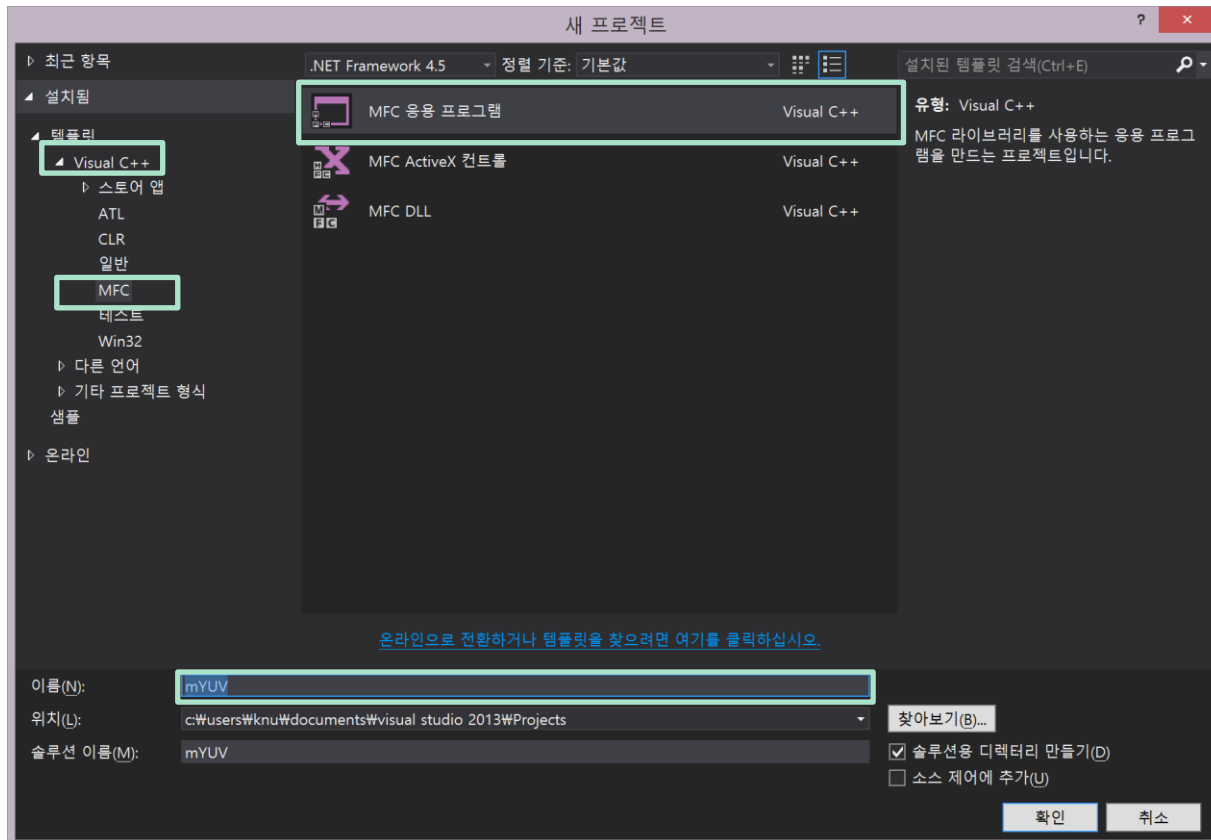 새 프로젝트
?
×
최근 항목
설치됨
템플릿
Visual C++
스토어 앱
ATL
CLR
일반
MFC
테스트
Win32
다른 언어
기타 프로젝트 형식
샘플
온라인
.NET Framework 4.5 정렬 기준: 기본값
MFC 응용 프로그램 Visual C++
MFC ActiveX 컨트롤 Visual C++
MFC DLL Visual C++
온라인으로 전환하거나 템플릿을 찾으려면 여기를 클릭하십시오.
설치된 템플릿 검색(Ctrl+E)
유형: Visual C++
MFC 라이브러리를 사용하는 응용 프로그
램을 만드는 프로젝트입니다.
이름(N): mYUV
위치(L): c:₩users₩knu₩documents₩visual studio 2013₩Projects 찾아보기(B)...
솔루션 이름(M): mYUV
솔루션용 디렉터리 만들기(D)
소스 제어에 추가(U)
확인 취소